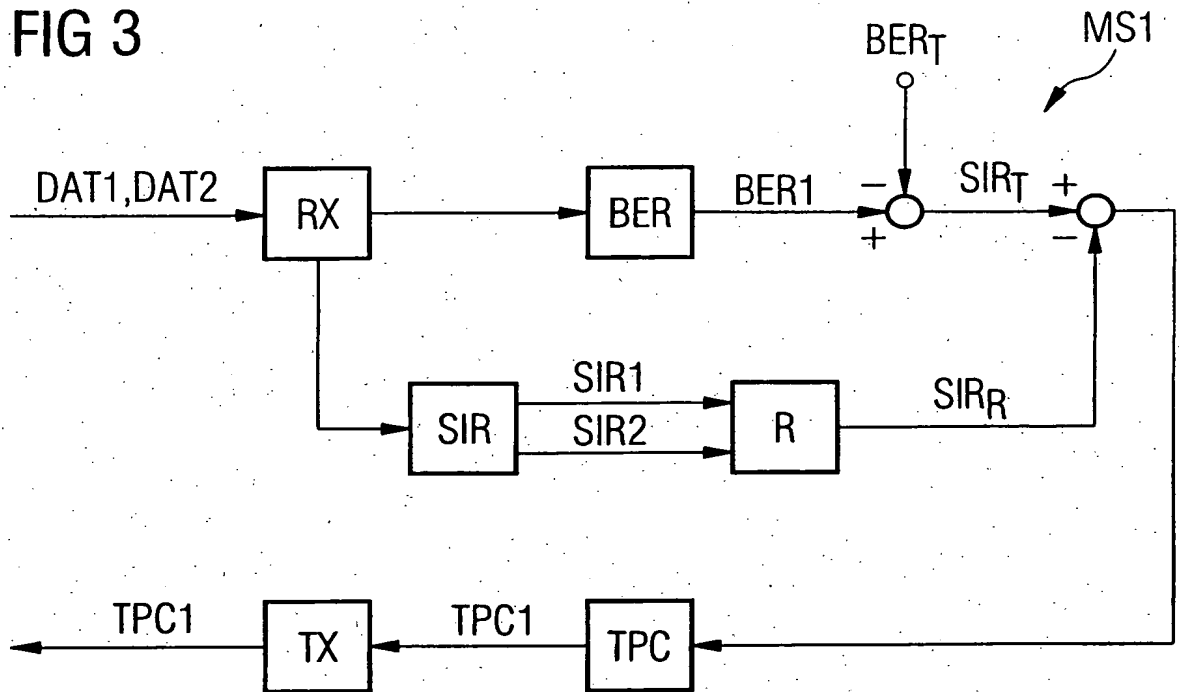 FIG 3
MS1
BER_T
DAT1,DAT2
RX
BER
BER1
−
+
SIR_T
+
−
SIR
SIR1
SIR2
R
SIR_R
TPC1
TX
TPC1
TPC